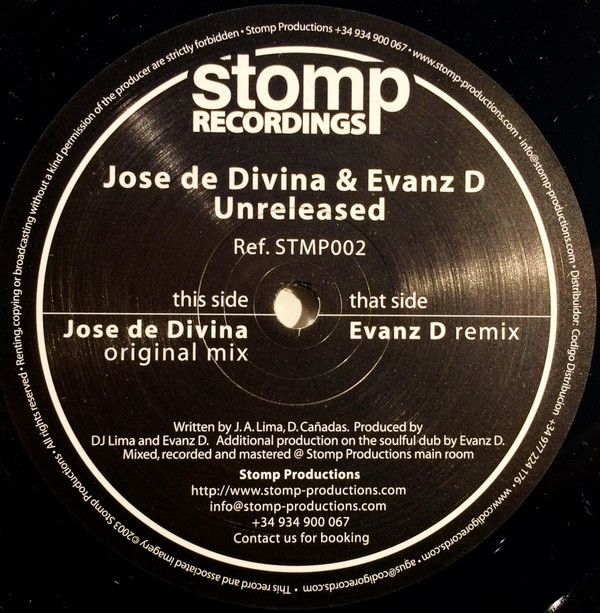 stomp
RECORDINGS
Jose de Divina & Evanz D
Unreleased
Ref. STMP002
this side
Jose de Divina
original mix
that side
Evanz D remix
Written by J. A. Lima, D. Cañadas. Produced by
DJ Lima and Evanz D. Additional production on the soulful dub by Evanz D.
Mixed, recorded and mastered @ Stomp Productions main room
Stomp Productions
http://www.stomp-productions.com
info@stomp-productions.com
+34 934 900 067
Contact us for booking
• This record and associated imagery ©2003 Stomp Productions • All rights reserved • Renting, copying or broadcasting without a kind permission of the producer are strictly forbidden • Stomp Productions +34 934 900 067 • www.stomp-productions.com • info@stomp-productions.com • Distribuidor: Codigo Distribucion +34 977 224 176 • www.codigorecords.com • agus@codigorecords.com